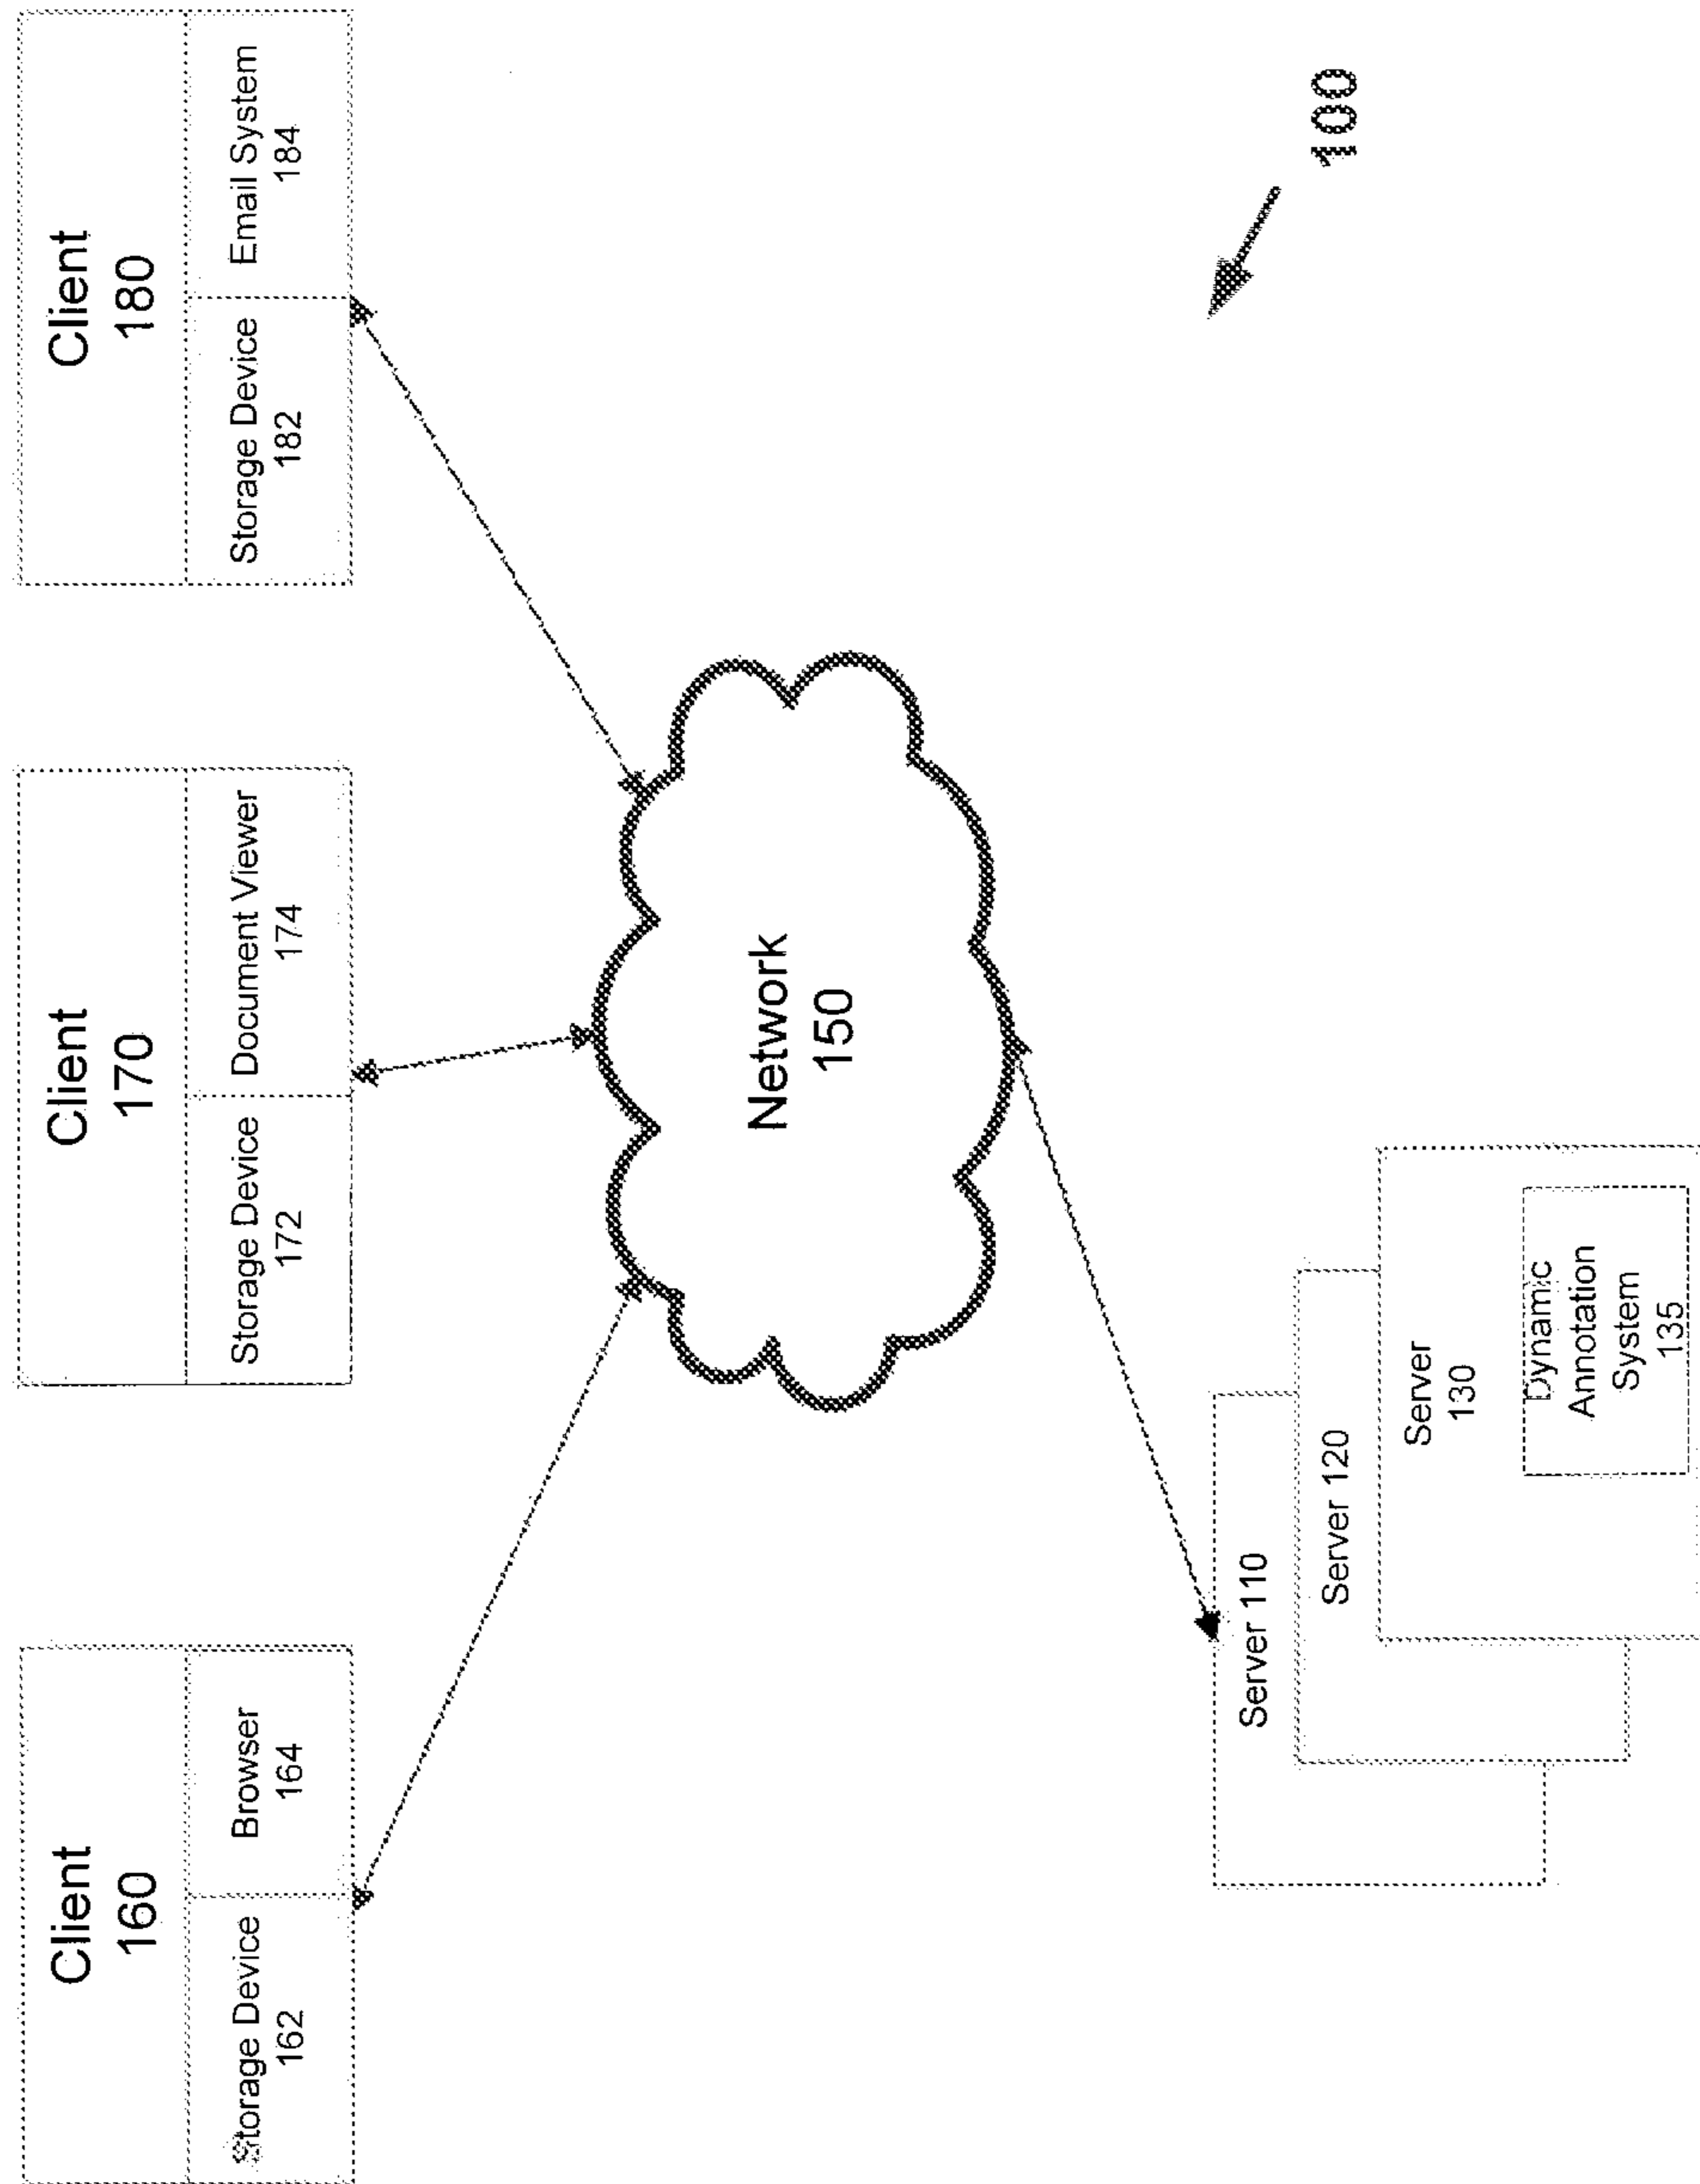 Client
160
Storage Device
162
Browser
164
Client
170
Storage Device
172
Document Viewer
174
Client
180
Storage Device
182
Email System
184
Network
150
Server 110
Server 120
Server
130
Dynamic
Annotation
System
135
100